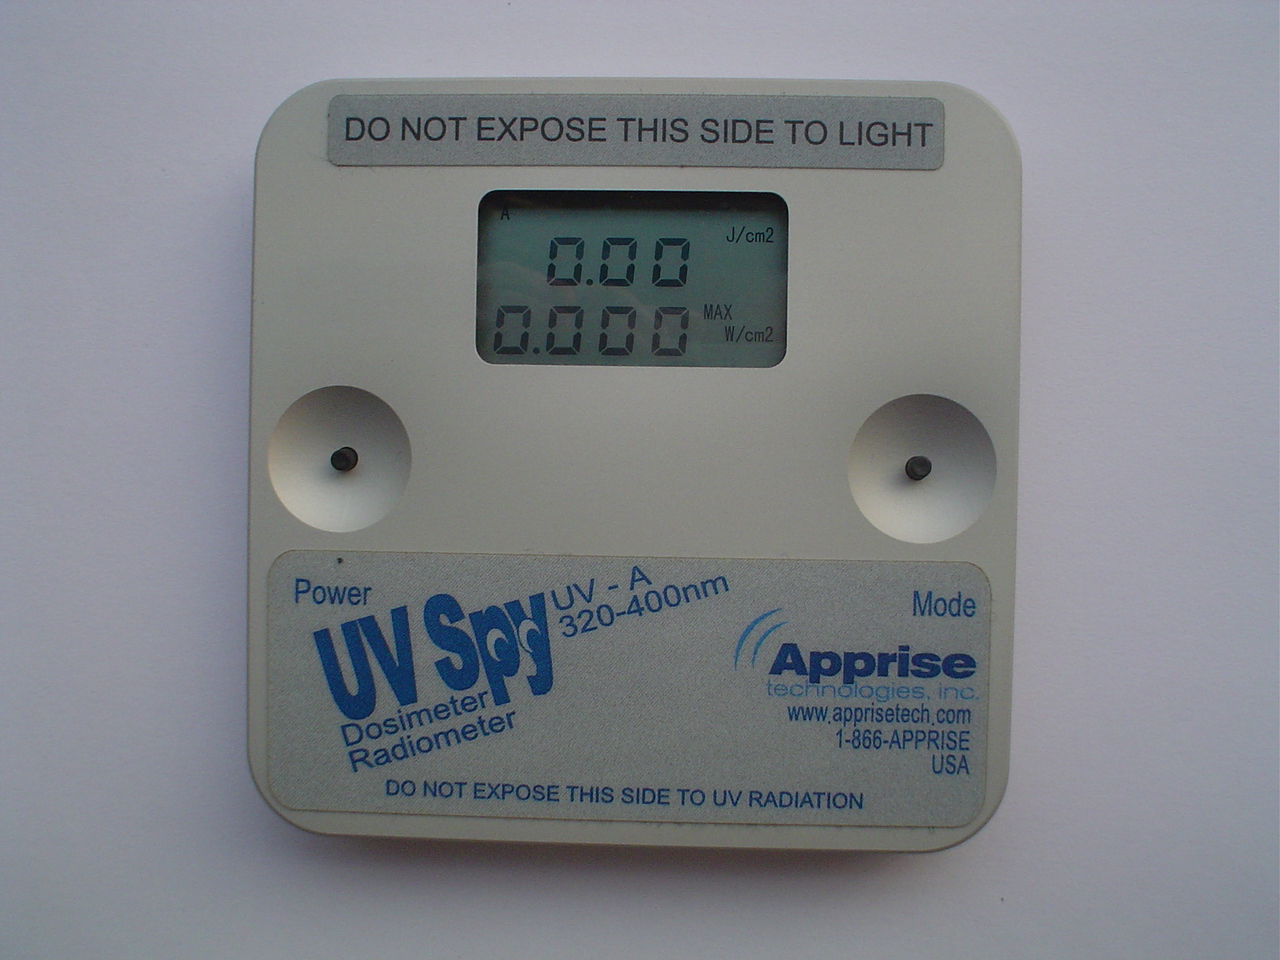 DO NOT EXPOSE THIS SIDE TO LIGHT
A
J/cm2
0.00
MAX
0.000
W/cm2
Power
UV Spy
UV - A
320-400nm
Dosimeter
Radiometer
Mode
Apprise
technologies, inc.
www.apprisetech.com
1-866-APPRISE
USA
DO NOT EXPOSE THIS SIDE TO UV RADIATION